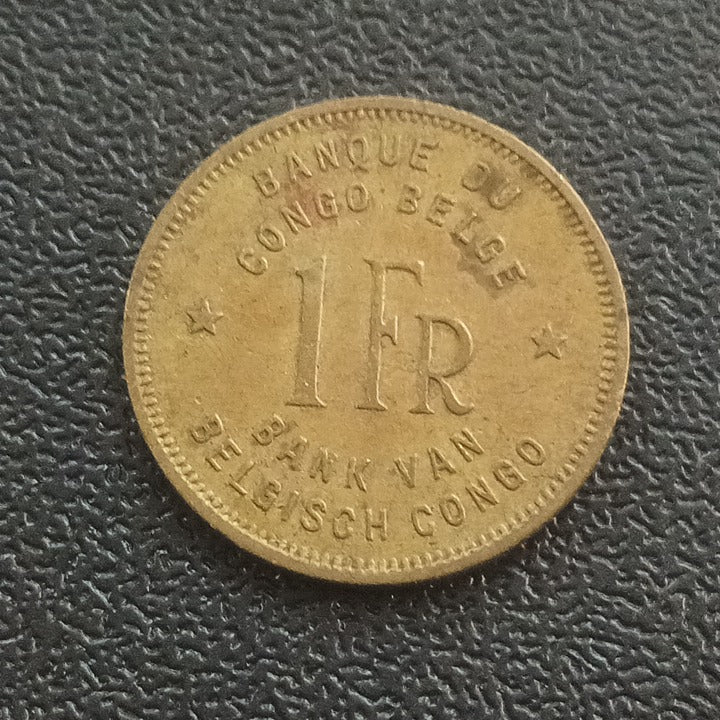 BANQUE DU
CONGO BELGE
1 FR
BANK VAN
BELGISCH CONGO